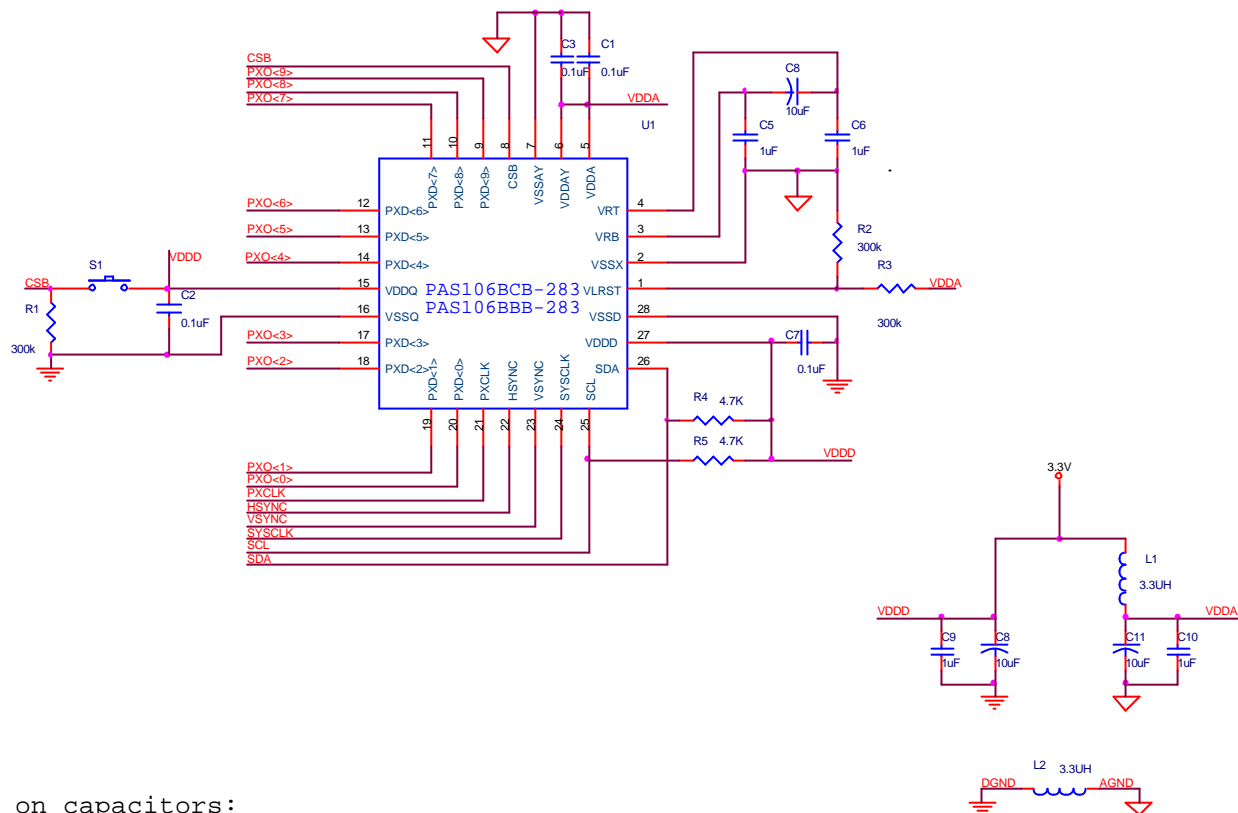 C3
C1
0.1uF
0.1uF
CSB
PXO<9>
PXO<8>
PXO<7>
VDDA
U1
C8
10uF
C5
1uF
C6
1uF
11
10
9
8
7
6
5
PXD<7>
PXD<8>
PXD<9>
CSB
VSSAY
VDDAY
VDDA
PXO<6>
12
PXD<6>
VRT
4
PXO<5>
13
PXD<5>
VRB
3
PXO<4>
14
PXD<4>
VSSX
2
R2
300k
R3
300k
VDDA
S1
VDDD
CSB
15
VDDQ
PAS106BCB-283
PAS106BBB-283
VLRST
1
R1
300k
C2
0.1uF
16
VSSQ
VSSD
28
PXO<3>
17
PXD<3>
VDDD
27
C7
0.1uF
PXO<2>
18
PXD<2>
SDA
26
PXD<1>
PXD<0>
PXCLK
HSYNC
VSYNC
SYSCLK
SCL
19
20
21
22
23
24
25
R4
4.7K
R5
4.7K
VDDD
PXO<1>
PXO<0>
PXCLK
HSYNC
VSYNC
SYSCLK
SCL
SDA
3.3V
L1
3.3UH
VDDD
VDDA
C9
1uF
C8
10uF
C11
10uF
C10
1uF
L2
3.3UH
DGND
AGND
on capacitors: